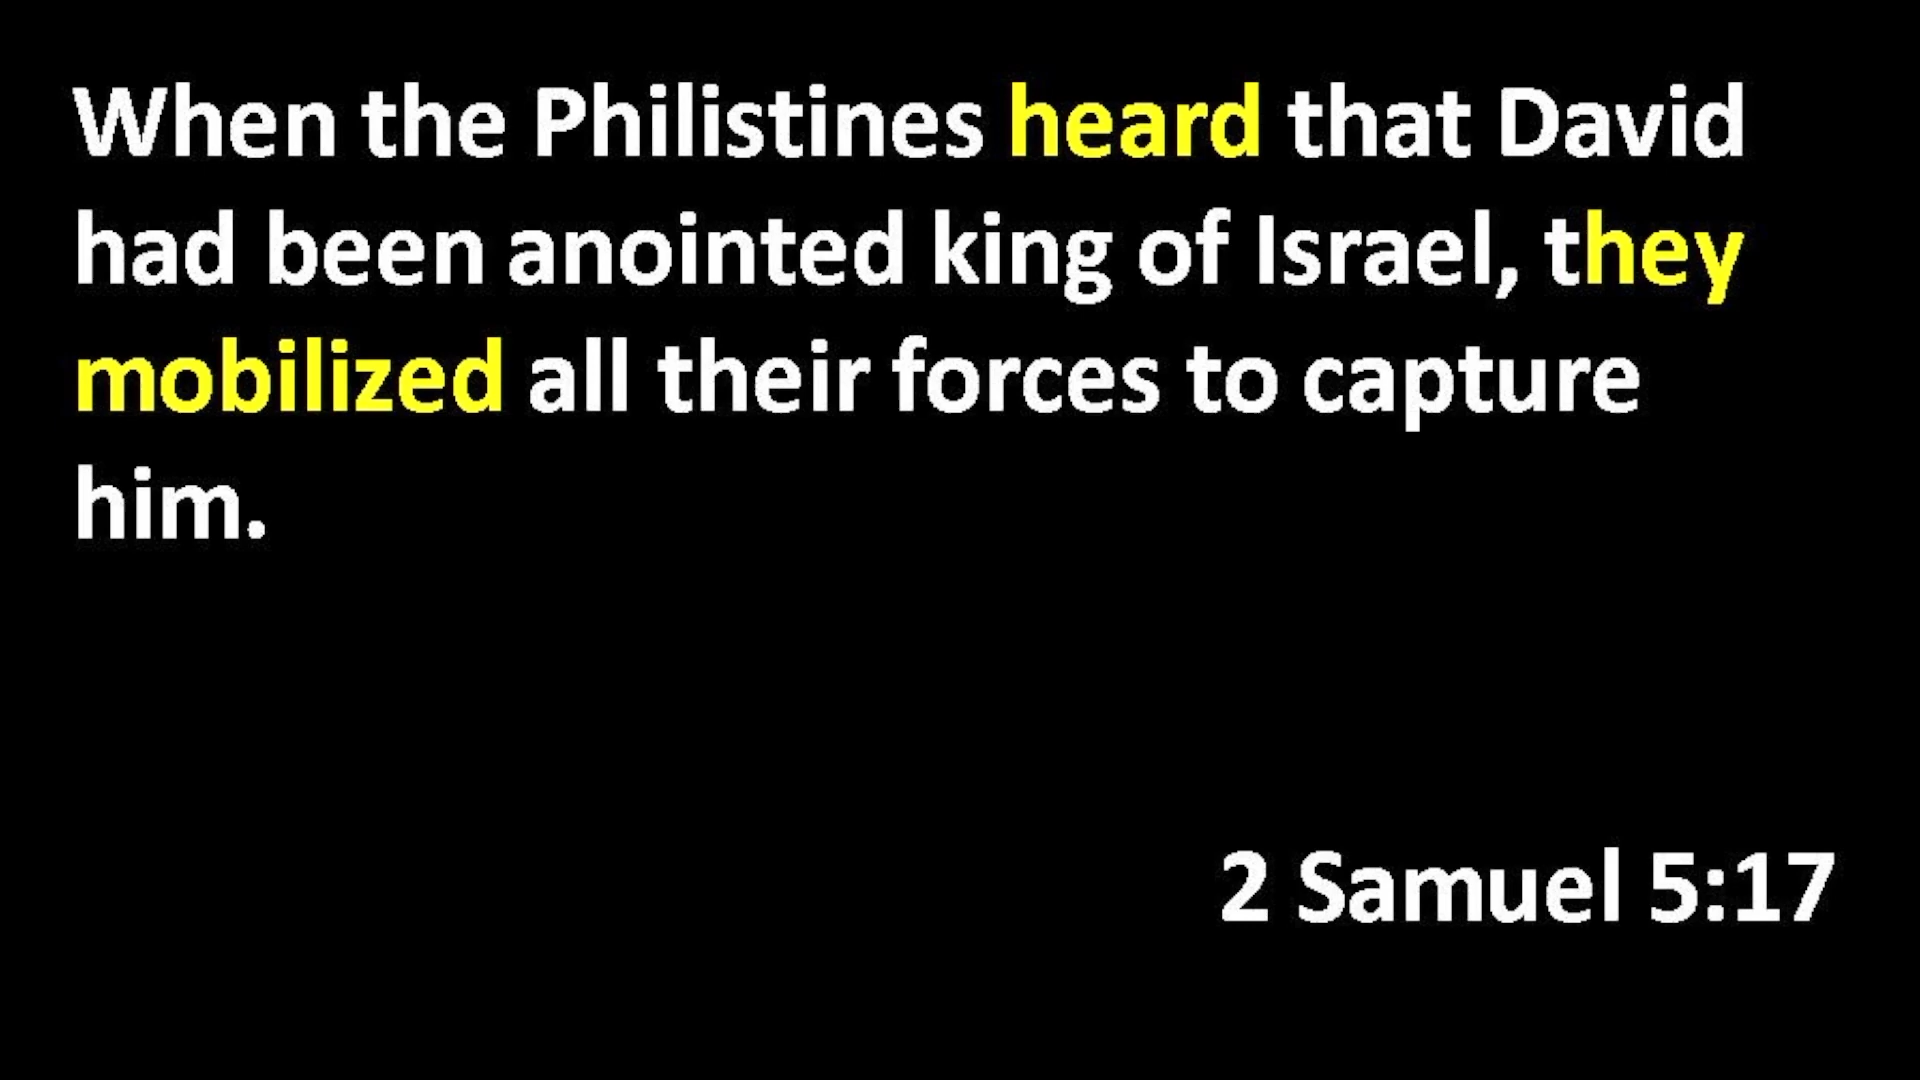 When the Philistines heard that David
had been anointed king of Israel, they
mobilized all their forces to capture
him.
2 Samuel 5:17